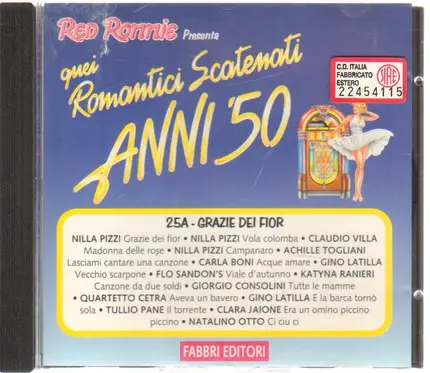 Red Ronnie Presenta
quei
Romantici Scatenati
ANNI '50
C.D. ITALIA
FABBRICATO
ESTERO
22454115
25A - GRAZIE DEI FIOR
NILLA PIZZI Grazie dei fior • NILLA PIZZI Vola colomba • CLAUDIO VILLA
Madonna delle rose • NILLA PIZZI Campanaro • ACHILLE TOGLIANI
Lasciami cantare una canzone • CARLA BONI Acque amare • GINO LATILLA
Vecchio scarpone • FLO SANDON'S Viale d'autunno • KATYNA RANIERI
Canzone da due soldi • GIORGIO CONSOLINI Tutte le mamme
• QUARTETTO CETRA Aveva un bavero • GINO LATILLA E la barca tornò
sola • TULLIO PANE Il torrente • CLARA JAIONE Era un omino piccino
piccino • NATALINO OTTO Ci ciu ci
FABBRI EDITORI